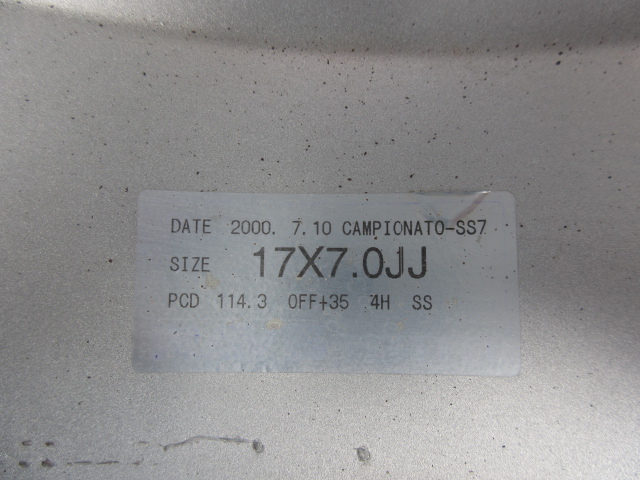 DATE 2000. 7.10 CAMPIONATO-SS7
SIZE 17X7.0JJ
PCD 114.3 OFF+35 4H SS